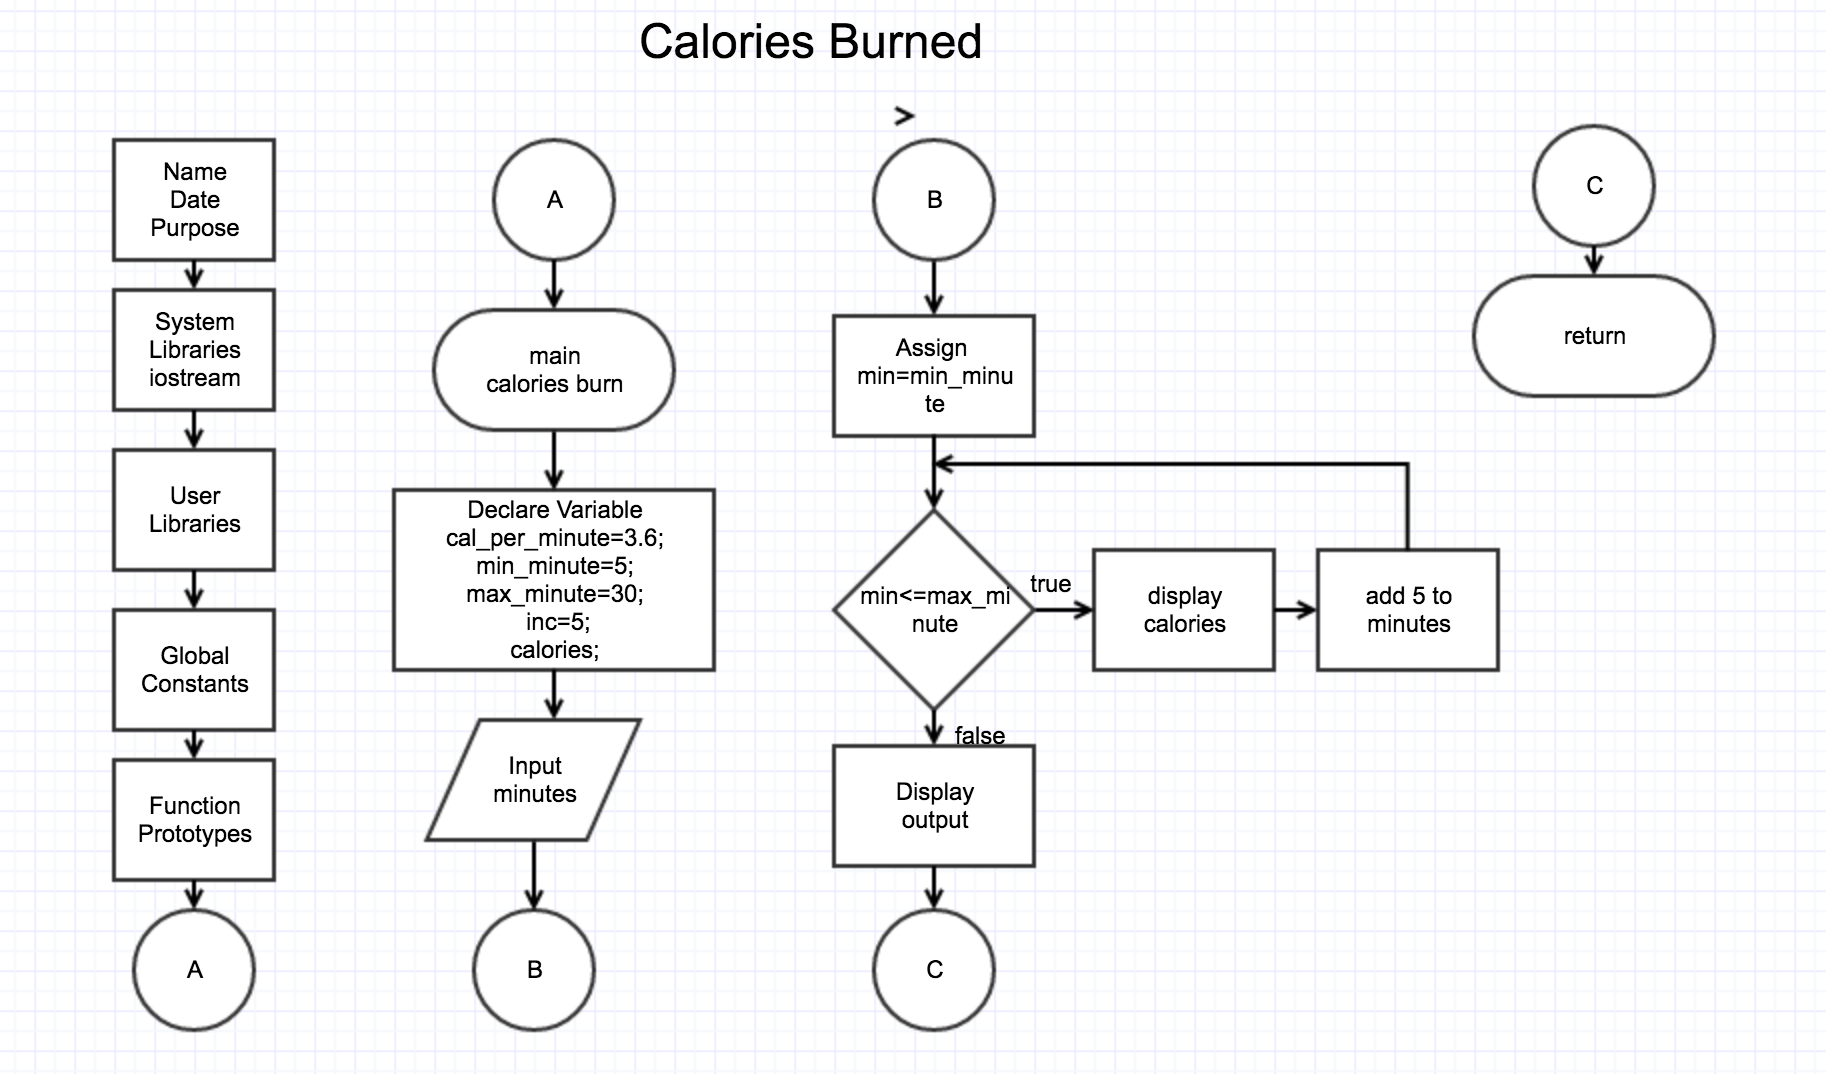 Calories Burned
Name
Date
Purpose
System
Libraries
iostream
User
Libraries
Global
Constants
Function
Prototypes
A
A
main
calories burn
Declare Variable
cal_per_minute=3.6;
min_minute=5;
max_minute=30;
inc=5;
calories;
Input
minutes
B
>
B
Assign
min=min_minu
te
min<=max_mi
nute
true
display
calories
add 5 to
minutes
false
Display
output
C
C
return